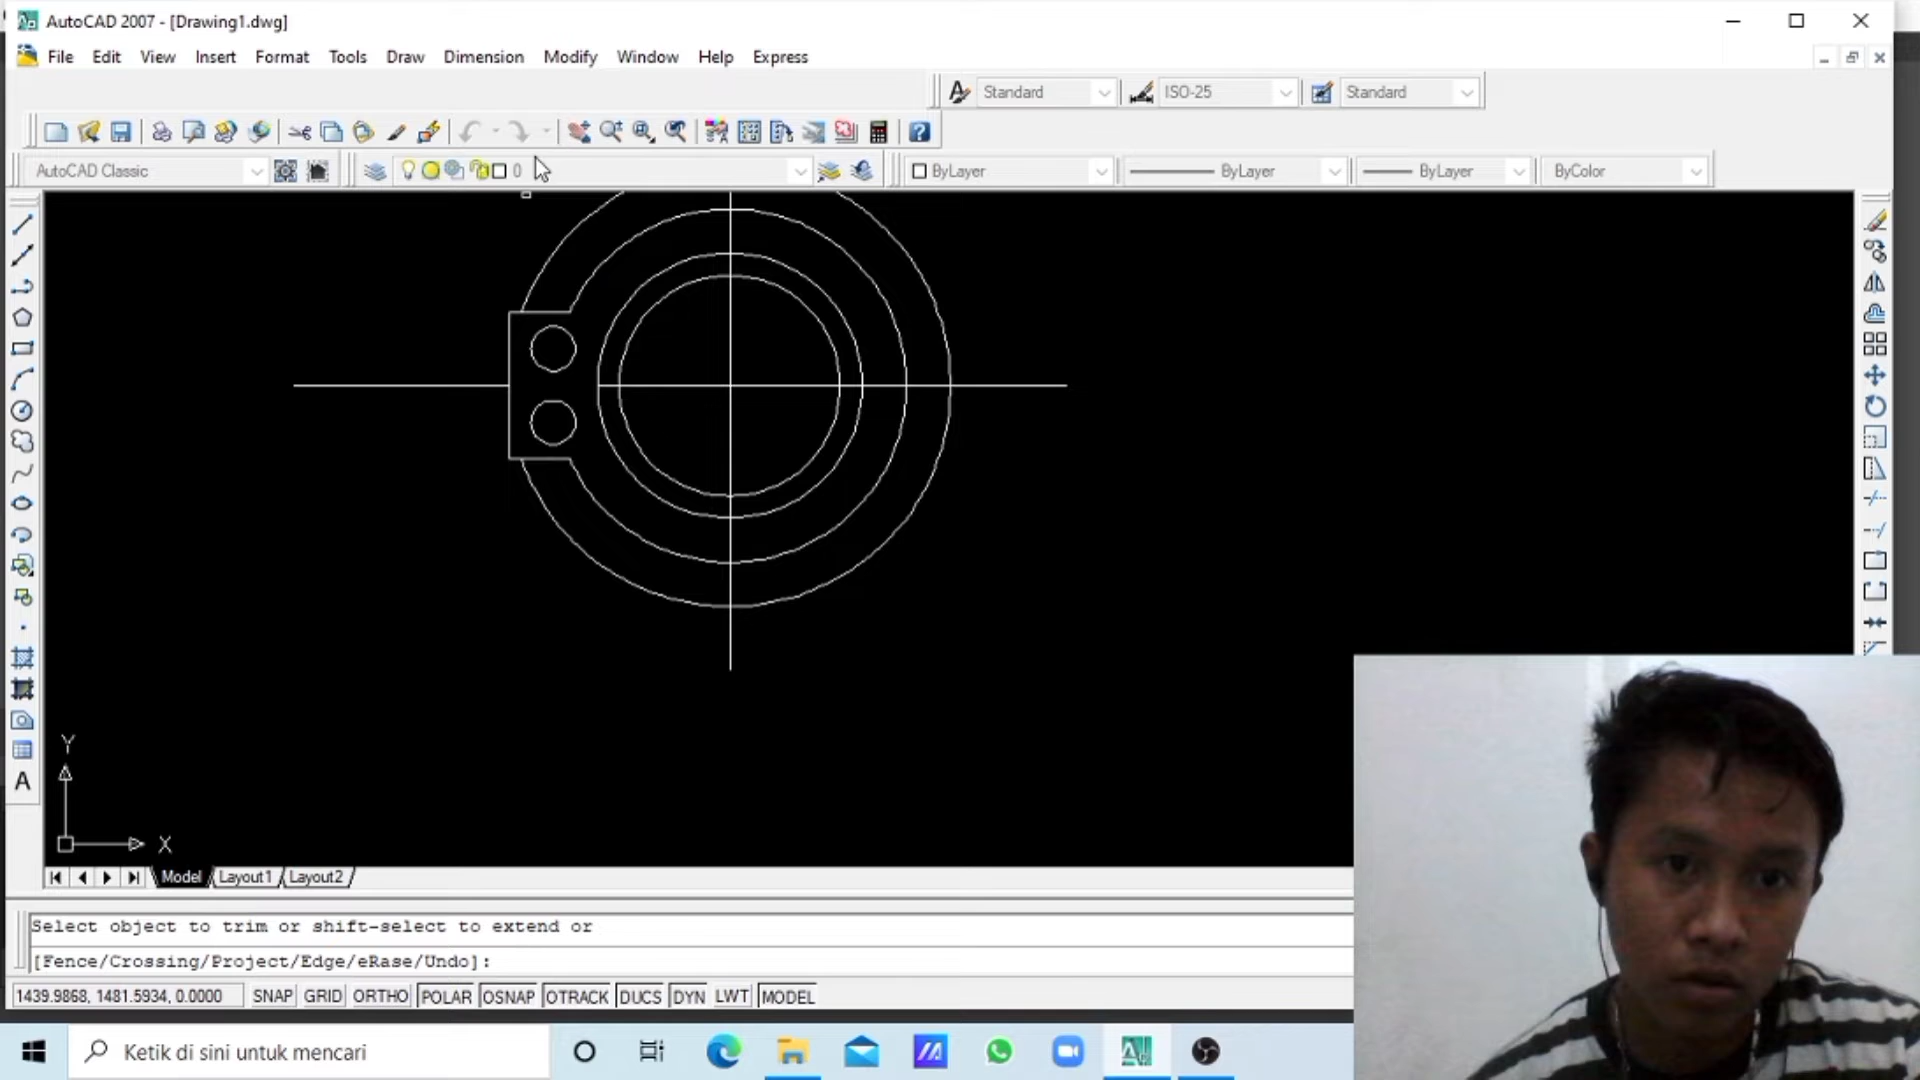 AutoCAD 2007 - [Drawing1.dwg]
File Edit View Insert Format Tools Draw Dimension Modify Window Help Express
Standard ISO-25 Standard
AutoCAD Classic 0 ByLayer ByLayer ByLayer ByColor
A
Y
X
Model Layout1 Layout2
Select object to trim or shift-select to extend or
[Fence/Crossing/Project/Edge/eRase/Undo]:
1439.9868, 1481.5934, 0.0000 SNAP GRID ORTHO POLAR OSNAP OTRACK DUCS DYN LWT MODEL
Ketik di sini untuk mencari